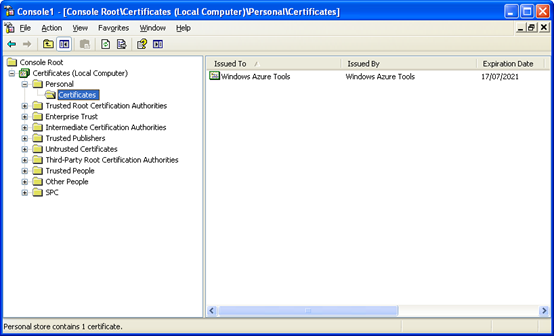 Console1 - [Console Root\Certificates (Local Computer)\Personal\Certificates]
File Action View Favorites Window Help
Console Root
Certificates (Local Computer)
Personal
Certificates
Trusted Root Certification Authorities
Enterprise Trust
Intermediate Certification Authorities
Trusted Publishers
Untrusted Certificates
Third-Party Root Certification Authorities
Trusted People
Other People
SPC
Issued To Issued By Expiration Date
Windows Azure Tools Windows Azure Tools 17/07/2021
Personal store contains 1 certificate.